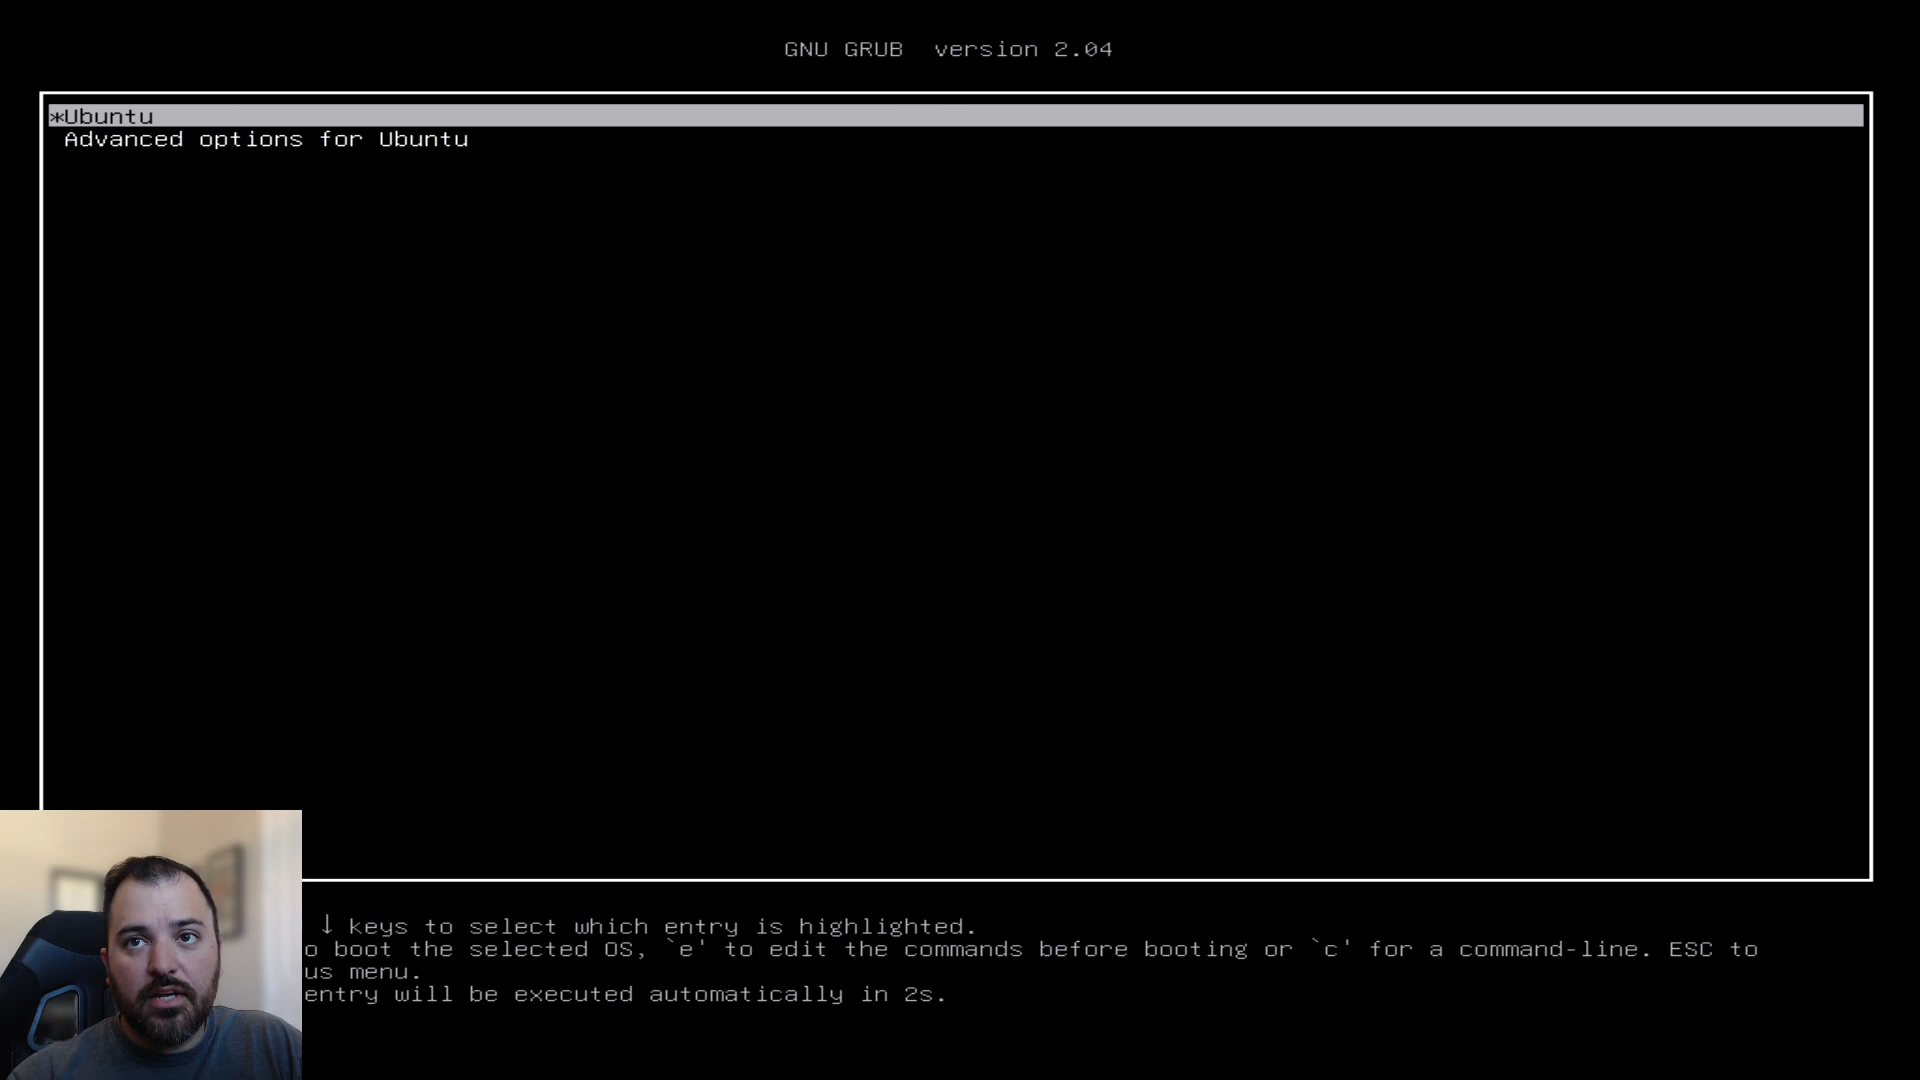 GNU GRUB version 2.04
*Ubuntu
Advanced options for Ubuntu
↓ keys to select which entry is highlighted.
o boot the selected OS, `e' to edit the commands before booting or `c' for a command-line. ESC to
us menu.
entry will be executed automatically in 2s.